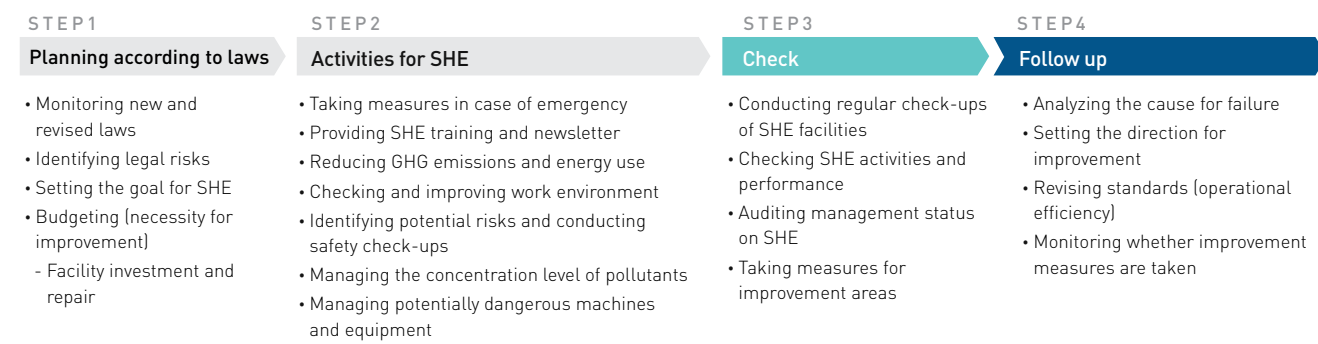 STEP1
Planning according to laws
• Monitoring new and
revised laws
• Identifying legal risks
• Setting the goal for SHE
• Budgeting (necessity for
improvement)
- Facility investment and
repair
STEP2
Activities for SHE
• Taking measures in case of emergency
• Providing SHE training and newsletter
• Reducing GHG emissions and energy use
• Checking and improving work environment
• Identifying potential risks and conducting
safety check-ups
• Managing the concentration level of pollutants
• Managing potentially dangerous machines
and equipment
STEP3
Check
• Conducting regular check-ups
of SHE facilities
• Checking SHE activities and
performance
• Auditing management status
on SHE
• Taking measures for
improvement areas
STEP4
Follow up
• Analyzing the cause for failure
• Setting the direction for
improvement
• Revising standards (operational
efficiency)
• Monitoring whether improvement
measures are taken